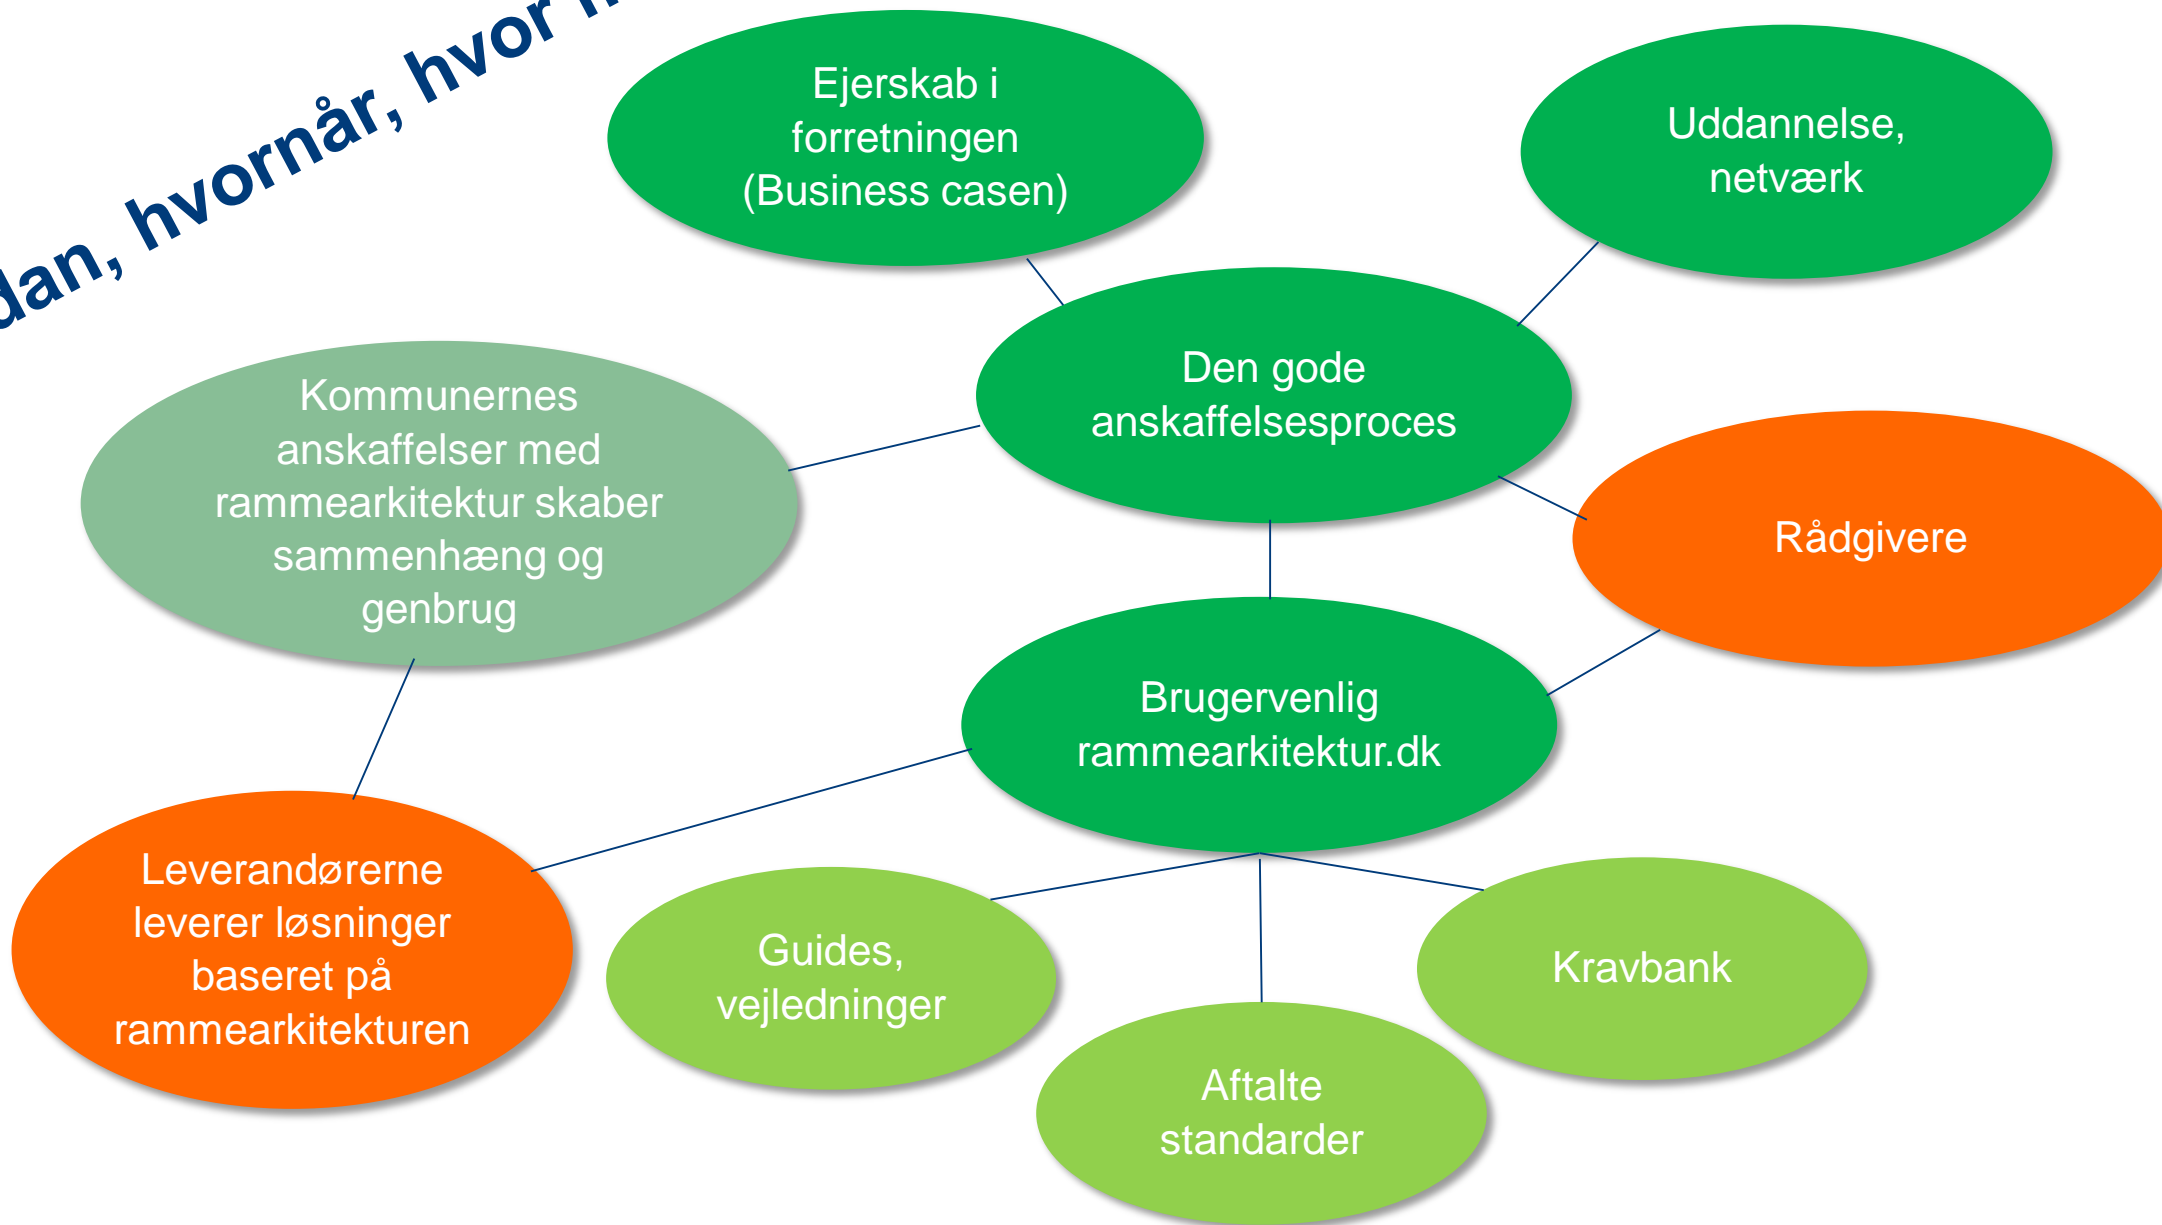 hvornår, hvor
Ejerskab i
forretningen
(Business casen)
Uddannelse,
netværk
Den gode
anskaffelsesproces
Kommunernes
anskaffelser med
rammearkitektur skaber
sammenhæng og
genbrug
Rådgivere
Brugervenlig
rammearkitektur.dk
Leverandørerne
leverer løsninger
baseret på
rammearkitekturen
Guides,
vejledninger
Kravbank
Aftalte
standarder